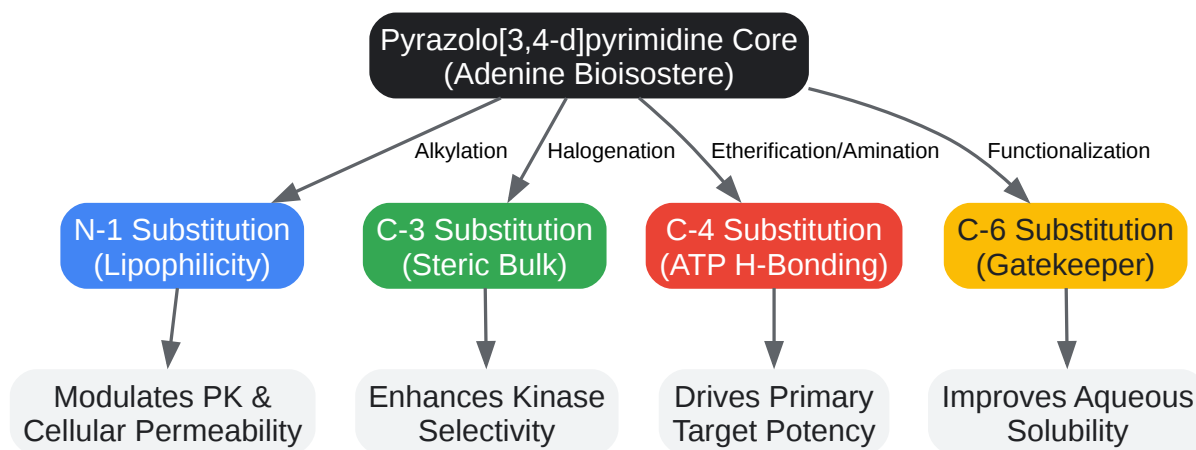 Pyrazolo[3,4-d]pyrimidine Core
(Adenine Bioisostere)
Alkylation
Halogenation
Etherification/Amination
Functionalization
N-1 Substitution
(Lipophilicity)
C-3 Substitution
(Steric Bulk)
C-4 Substitution
(ATP H-Bonding)
C-6 Substitution
(Gatekeeper)
Modulates PK &
Cellular Permeability
Enhances Kinase
Selectivity
Drives Primary
Target Potency
Improves Aqueous
Solubility